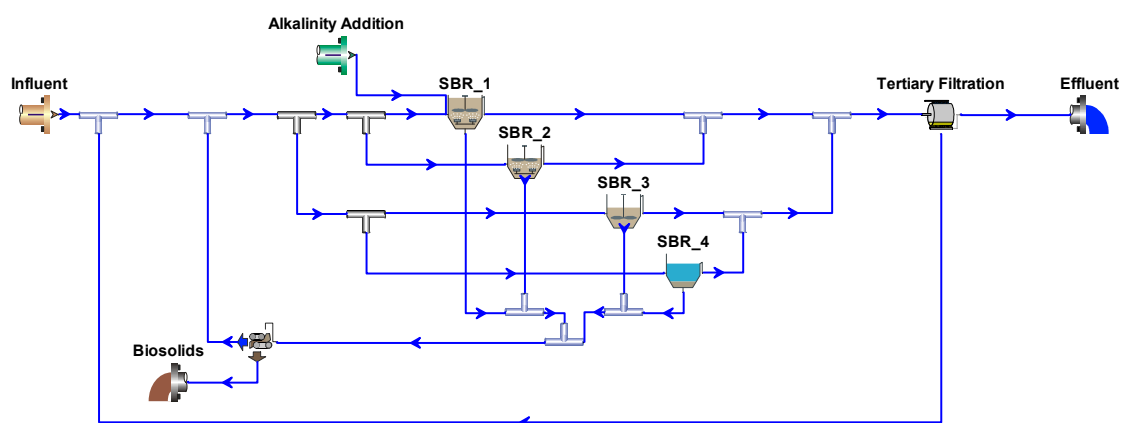 Alkalinity Addition
Influent
SBR_1
Tertiary Filtration
Effluent
SBR_2
SBR_3
SBR_4
Biosolids